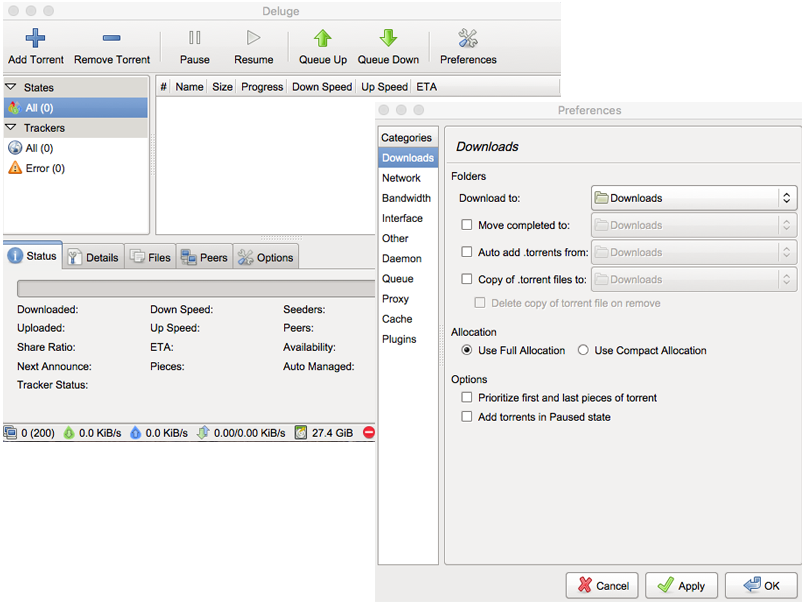 Deluge
Add Torrent Remove Torrent Pause Resume Queue Up Queue Down Preferences
States
All (0)
Trackers
All (0)
Error (0)
# Name Size Progress Down Speed Up Speed ETA
Status Details Files Peers Options
Downloaded: Down Speed: Seeders:
Uploaded: Up Speed: Peers:
Share Ratio: ETA: Availability:
Next Announce: Pieces: Auto Managed:
Tracker Status:
0 (200) 0.0 KiB/s 0.0 KiB/s 0.00/0.00 KiB/s 27.4 GiB
Preferences
Categories
Downloads
Network
Bandwidth
Interface
Other
Daemon
Queue
Proxy
Cache
Plugins
Downloads
Folders
Download to: Downloads
Move completed to: Downloads
Auto add .torrents from: Downloads
Copy of .torrent files to: Downloads
Delete copy of torrent file on remove
Allocation
Use Full Allocation Use Compact Allocation
Options
Prioritize first and last pieces of torrent
Add torrents in Paused state
Cancel Apply OK